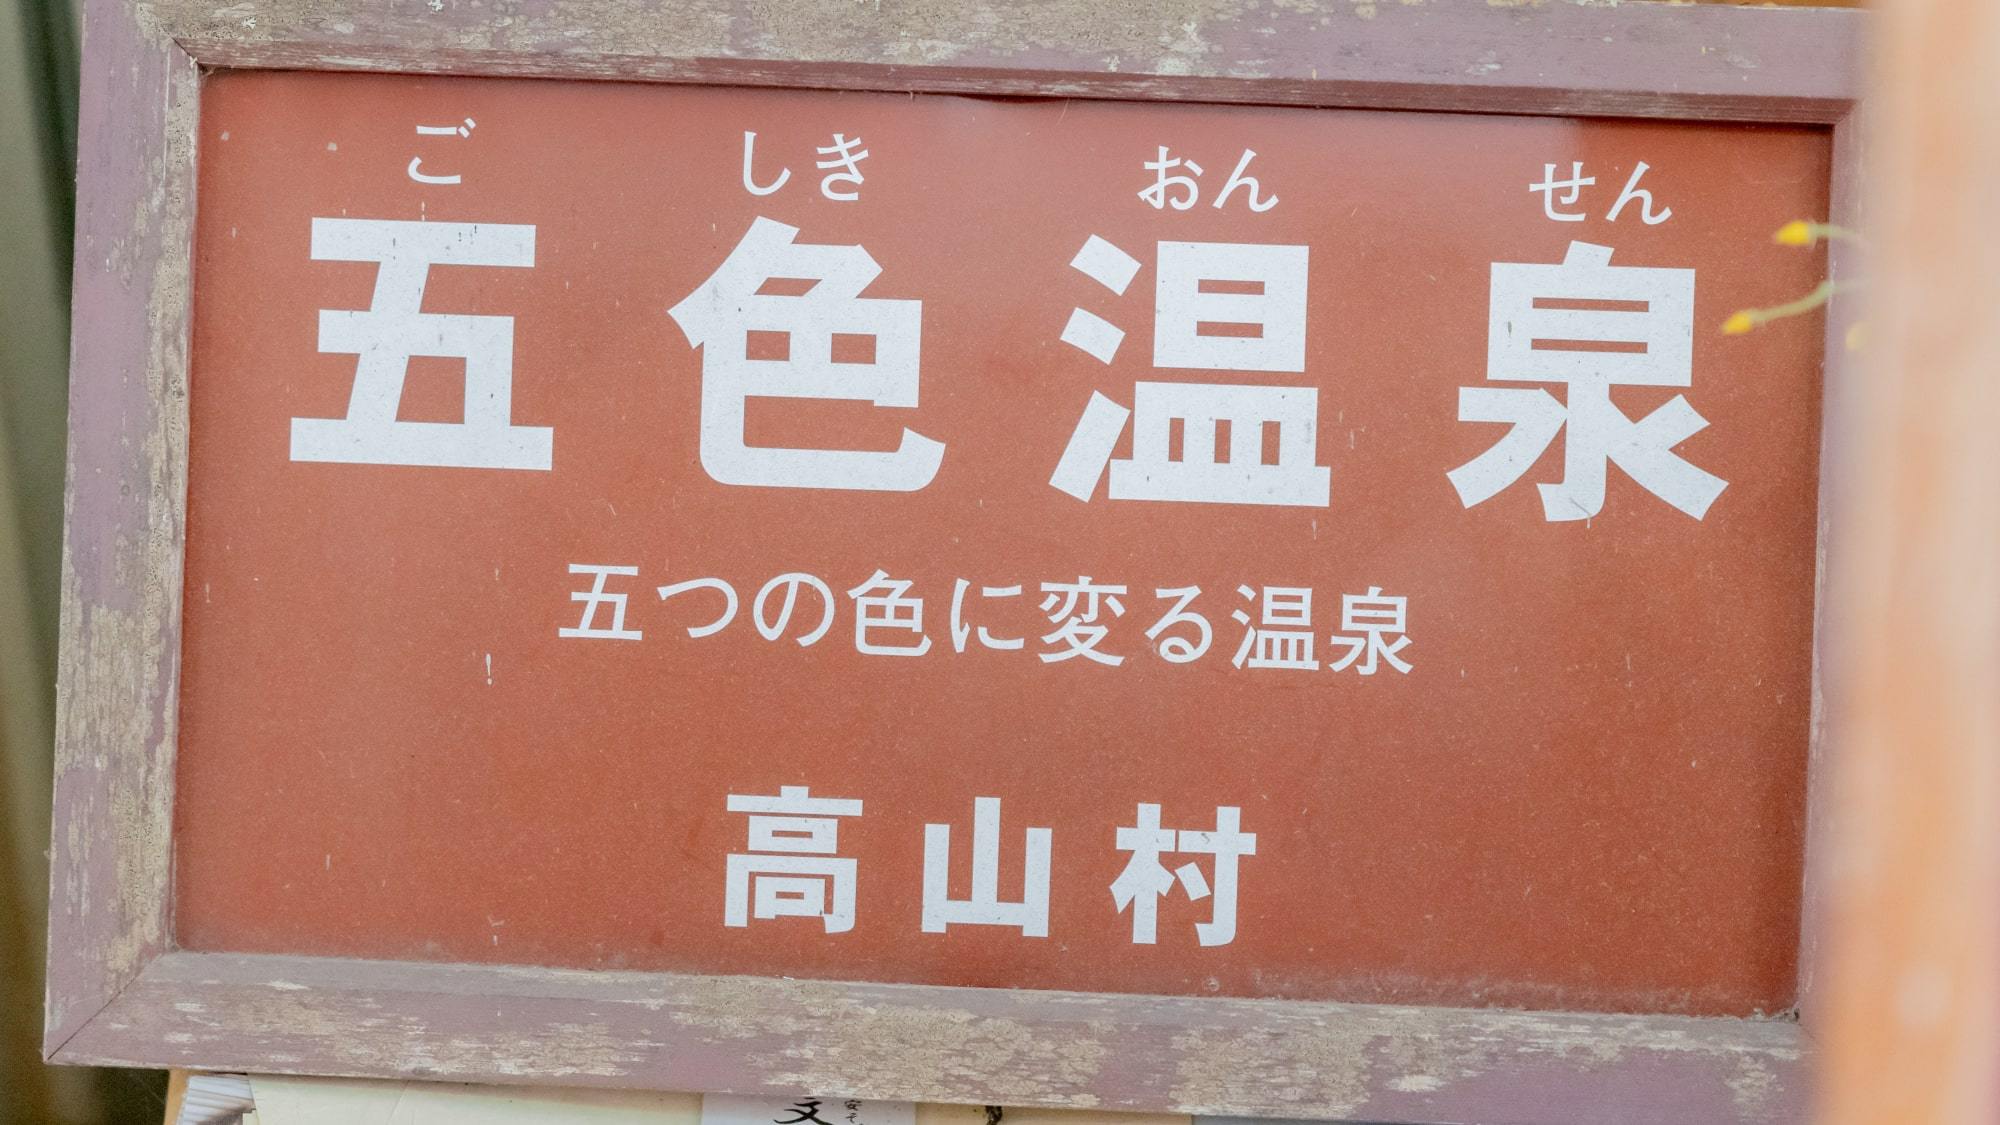 ご しき おん せん
五色温泉
五つの色に変る温泉
高山村